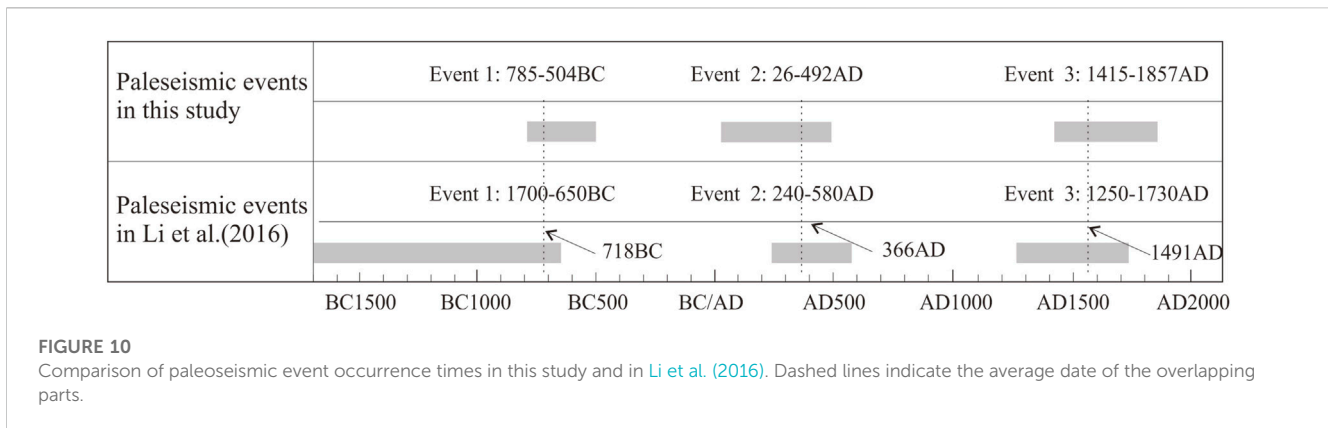 Paleseismic events
in this study
Event 1: 785-504BC
Event 2: 26-492AD
Event 3: 1415-1857AD
Paleseismic events
in Li et al.(2016)
Event 1: 1700-650BC
Event 2: 240-580AD
Event 3: 1250-1730AD
718BC
366AD
1491AD
BC1500 BC1000 BC500 BC/AD AD500 AD1000 AD1500 AD2000
FIGURE 10
Comparison of paleoseismic event occurrence times in this study and in Li et al. (2016). Dashed lines indicate the average date of the overlapping
parts.